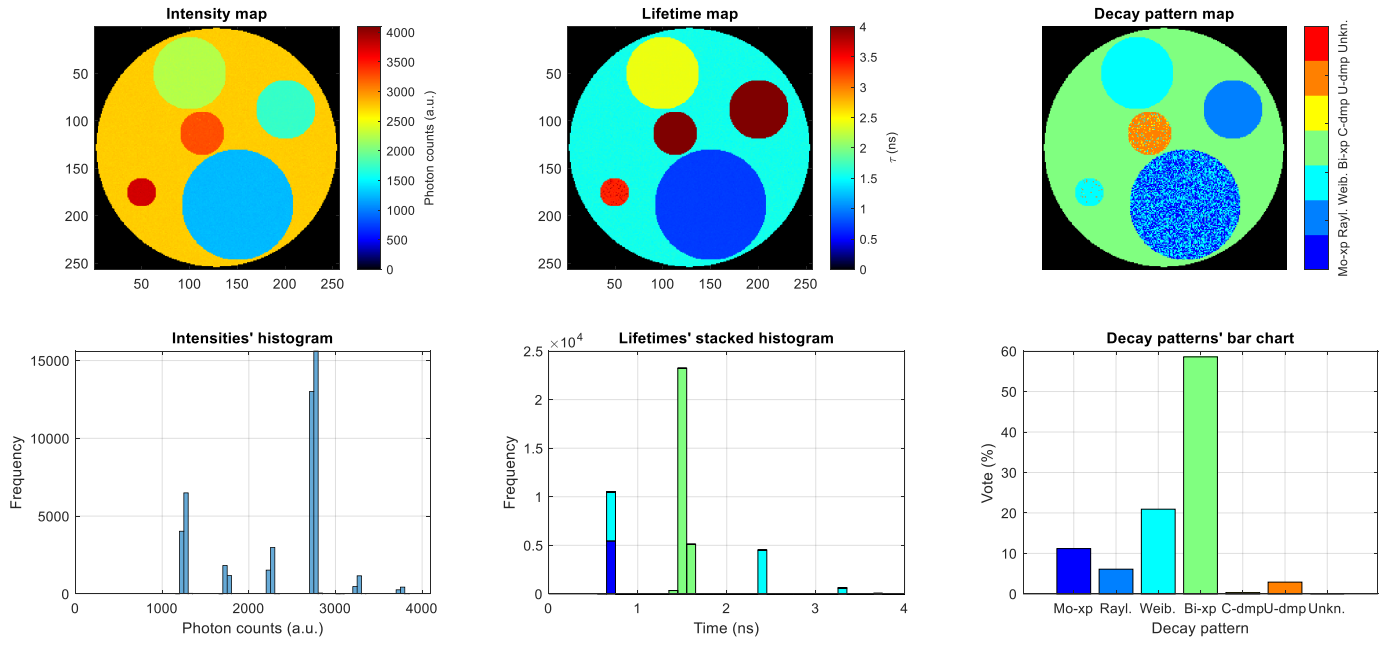 Intensity map
50
100
150
200
250
50 100 150 200 250
4000
3500
3000
2500
2000
1500
1000
500
0
Photon counts (a.u.)
Lifetime map
50
100
150
200
250
50 100 150 200 250
4
3.5
3
2.5
2
1.5
1
0.5
0
τ (ns)
Decay pattern map
Mo-xp Rayl. Weib. Bi-xp C-dmp U-dmp Unkn.
Intensities' histogram
15000
10000
5000
0
0 1000 2000 3000 4000
Frequency
Photon counts (a.u.)
Lifetimes' stacked histogram
×10⁴
2.5
2
1.5
1
0.5
0
0 1 2 3 4
Frequency
Time (ns)
Decay patterns' bar chart
60
50
40
30
20
10
0
Vote (%)
Mo-xp Rayl. Weib. Bi-xp C-dmp U-dmp Unkn.
Decay pattern